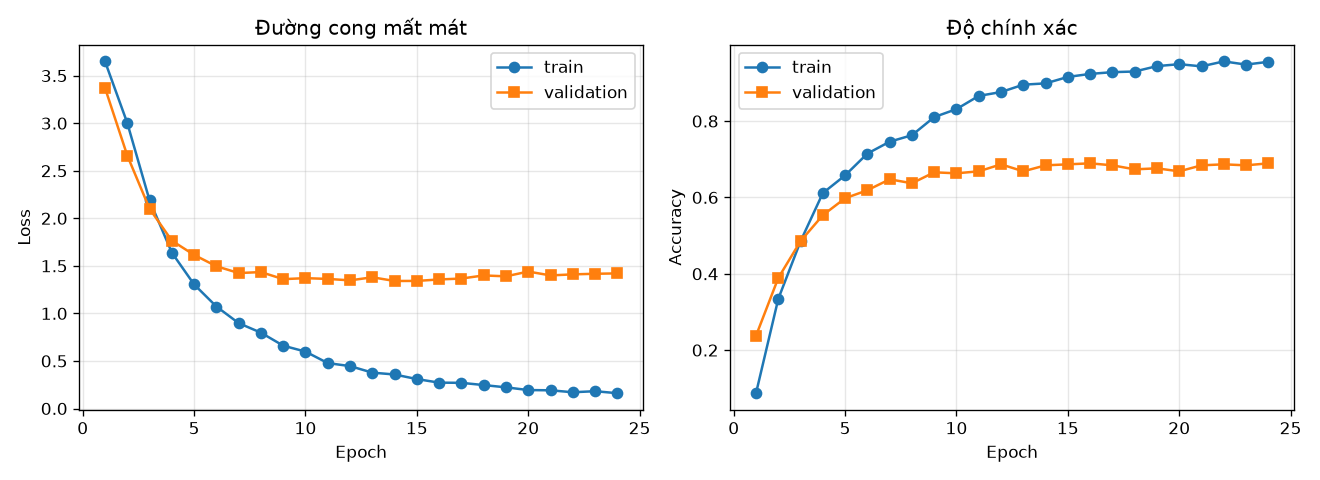 Đường cong mất mát
train
validation
3.5
3.0
2.5
2.0
1.5
1.0
0.5
0.0
Loss
0
5
10
15
20
25
Epoch
Độ chính xác
train
validation
0.8
0.6
0.4
0.2
Accuracy
0
5
10
15
20
25
Epoch